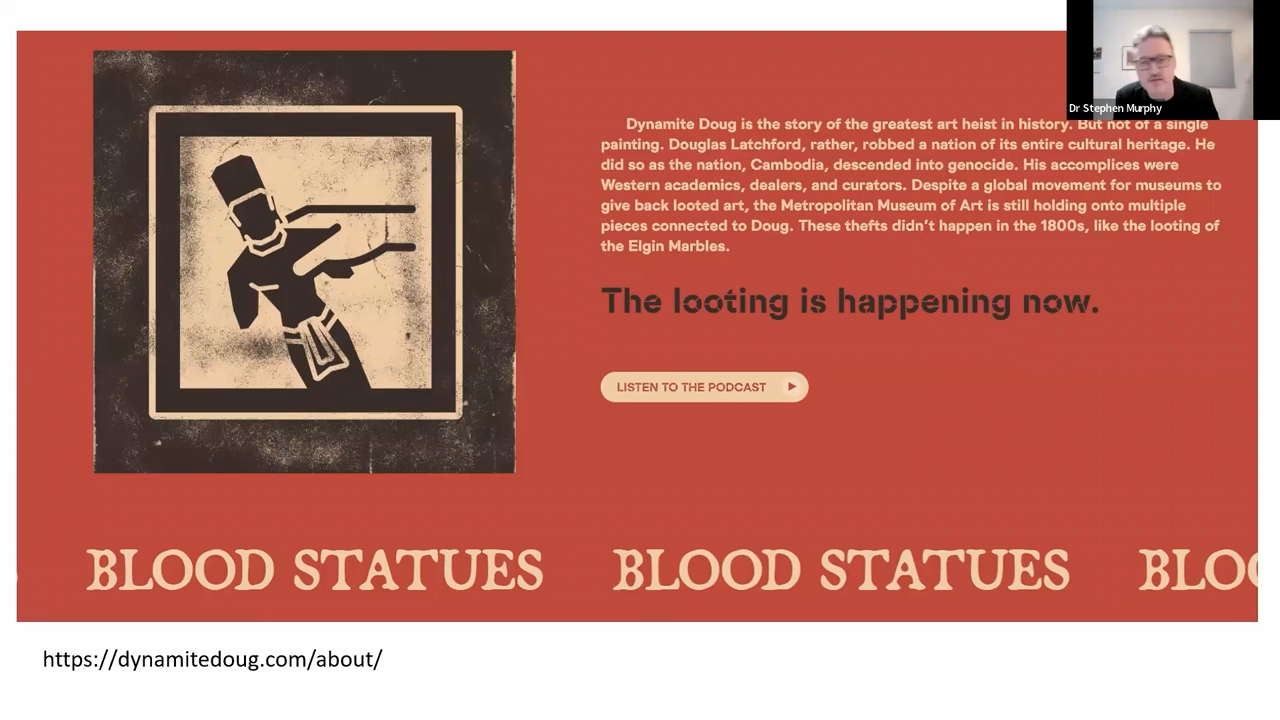 Dr Stephen Murphy
Dynamite Doug is the story of the greatest art heist in history. But not of a single
painting. Douglas Latchford, rather, robbed a nation of its entire cultural heritage. He
did so as the nation, Cambodia, descended into genocide. His accomplices were
Western academics, dealers, and curators. Despite a global movement for museums to
give back looted art, the Metropolitan Museum of Art is still holding onto multiple
pieces connected to Doug. These thefts didn't happen in the 1800s, like the looting of
the Elgin Marbles.
The looting is happening now.
LISTEN TO THE PODCAST
BLOOD STATUES BLOOD STATUES BLOO
https://dynamitedoug.com/about/